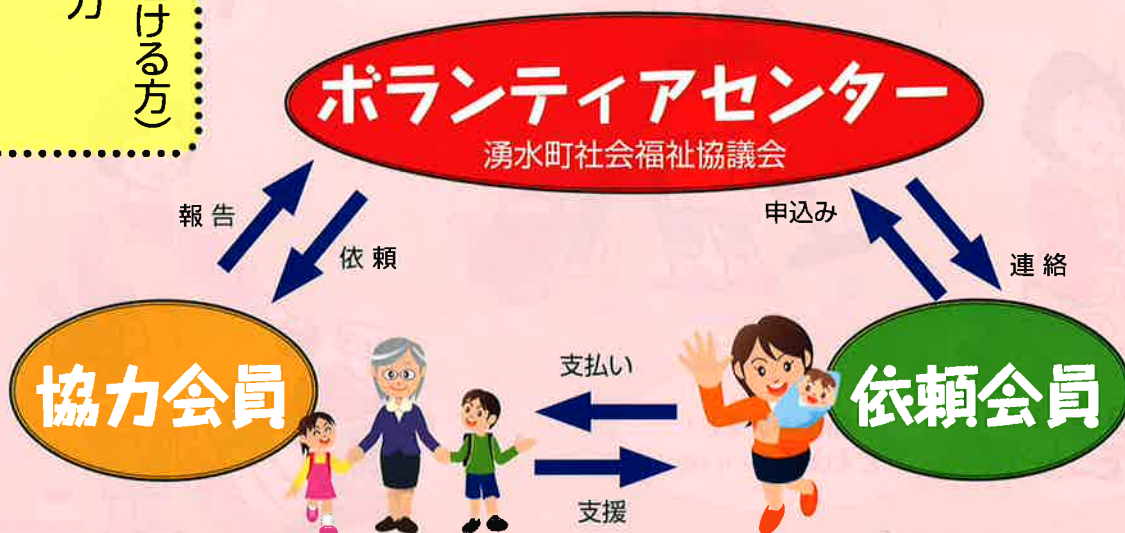 ける方)
力
ボランティアセンター
湧水町社会福祉協議会
報告
依頼
申込み
連絡
協力会員
支払い
支援
依頼会員